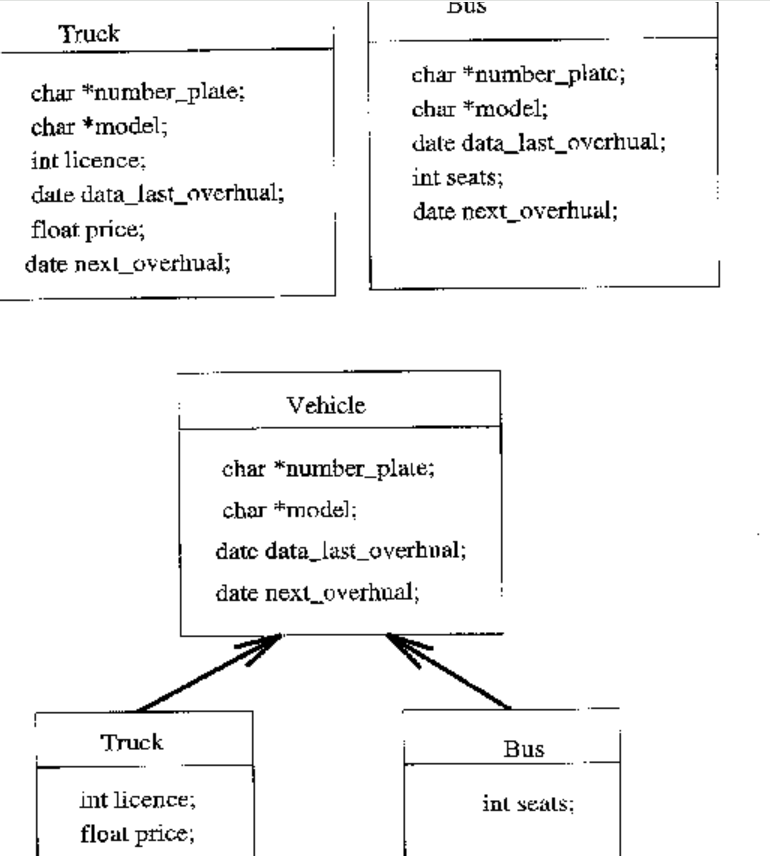 Truck
char *number_plate;
char *model;
int licence;
date data_last_overhual;
float price;
date next_overhual;
Bus
char *number_plate;
char *model;
date data_last_overhual;
int seats;
date next_overhual;
Vehicle
char *number_plate;
char *model;
date data_last_overhual;
date next_overhual;
Truck
int licence;
float price;
Bus
int seats;